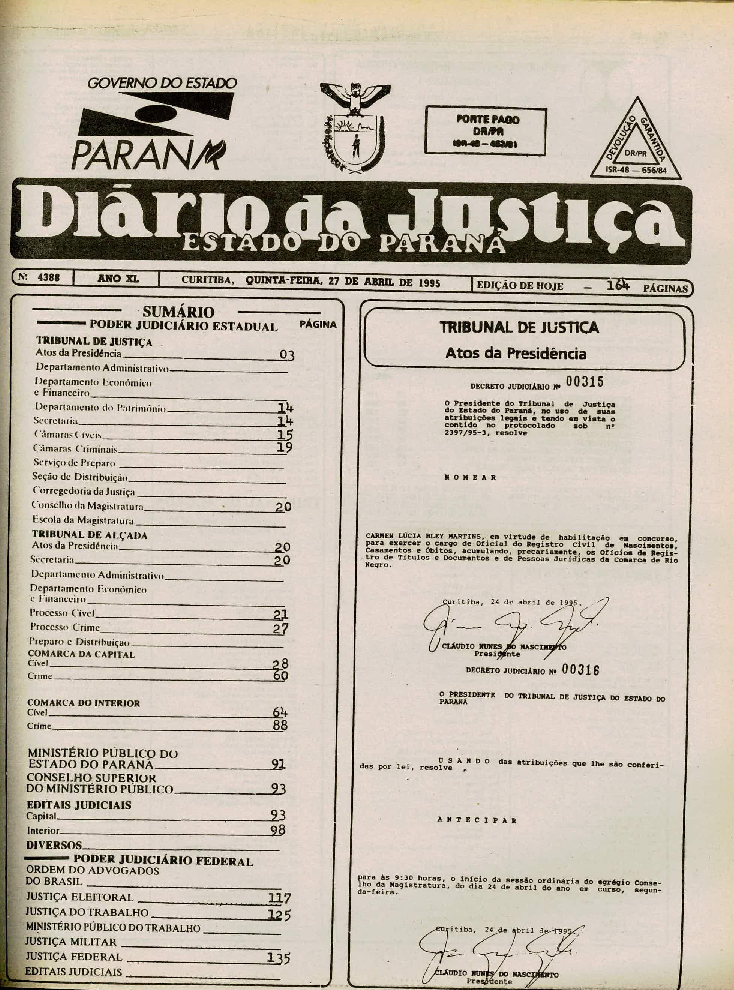 GOVERNO DO ESTADO
PARANÁ
PORTE PAGO
DR/PR
ISR-48 — 453/81
DEVOLUÇÃO GARANTIDA
DR/PR
ISR-48 — 656/84
Diário da Justiça
ESTADO DO PARANÁ
Nº 4388 ANO XL CURITIBA, QUINTA-FEIRA, 27 DE ABRIL DE 1995 EDIÇÃO DE HOJE — 164 PÁGINAS
SUMÁRIO
PODER JUDICIÁRIO ESTADUAL PÁGINA
TRIBUNAL DE JUSTIÇA
Atos da Presidência 03
Departamento Administrativo
Departamento Econômico
e Financeiro
Departamento do Patrimônio 14
Secretaria 14
Câmaras Cíveis 15
Câmaras Criminais 19
Serviço de Preparo
Seção de Distribuição
Corregedoria da Justiça
Conselho da Magistratura 20
Escola da Magistratura
TRIBUNAL DE ALÇADA
Atos da Presidência 20
Secretaria 20
Departamento Administrativo
Departamento Econômico
e Financeiro
Processo Cível 21
Processo Crime 27
Preparo e Distribuição
COMARCA DA CAPITAL
Cível 28
Crime 60
COMARCA DO INTERIOR
Cível 64
Crime 88
MINISTÉRIO PÚBLICO DO
ESTADO DO PARANÁ 91
CONSELHO SUPERIOR
DO MINISTÉRIO PÚBLICO 93
EDITAIS JUDICIAIS
Capital 93
Interior 98
DIVERSOS
PODER JUDICIÁRIO FEDERAL
ORDEM DO ADVOGADOS
DO BRASIL
JUSTIÇA ELEITORAL 117
JUSTIÇA DO TRABALHO 125
MINISTÉRIO PÚBLICO DO TRABALHO
JUSTIÇA MILITAR
JUSTIÇA FEDERAL 135
EDITAIS JUDICIAIS
TRIBUNAL DE JUSTIÇA
Atos da Presidência
DECRETO JUDICIÁRIO Nº 00315
O Presidente do Tribunal de Justiça
do Estado do Paraná, no uso de suas
atribuições legais e tendo em vista o
contido no protocolado sob nº
2397/95-3, resolve
N O M E A R
CARMEN LÚCIA BLEY MARTINS, em virtude de habilitação em concurso,
para exercer o cargo de Oficial do Registro Civil de Nascimentos,
Casamentos e Óbitos, acumulando, precariamente, os Ofícios de Regis-
tro de Títulos e Documentos e de Pessoas Jurídicas da Comarca de Rio
Negro.
Curitiba, 24 de abril de 1995.
CLÁUDIO NUNES DO NASCIMENTO
Presidente
DECRETO JUDICIÁRIO Nº 00316
O PRESIDENTE DO TRIBUNAL DE JUSTIÇA DO ESTADO DO
PARANÁ
U S A N D O das atribuições que lhe são conferi-
das por lei, resolve
A N T E C I P A R
para às 9:30 horas, o início da sessão ordinária do egrégio Conse-
lho da Magistratura, do dia 24 de abril do ano em curso, segun-
da-feira.
Curitiba, 24 de abril de 1995.
CLÁUDIO NUNES DO NASCIMENTO
Presidente